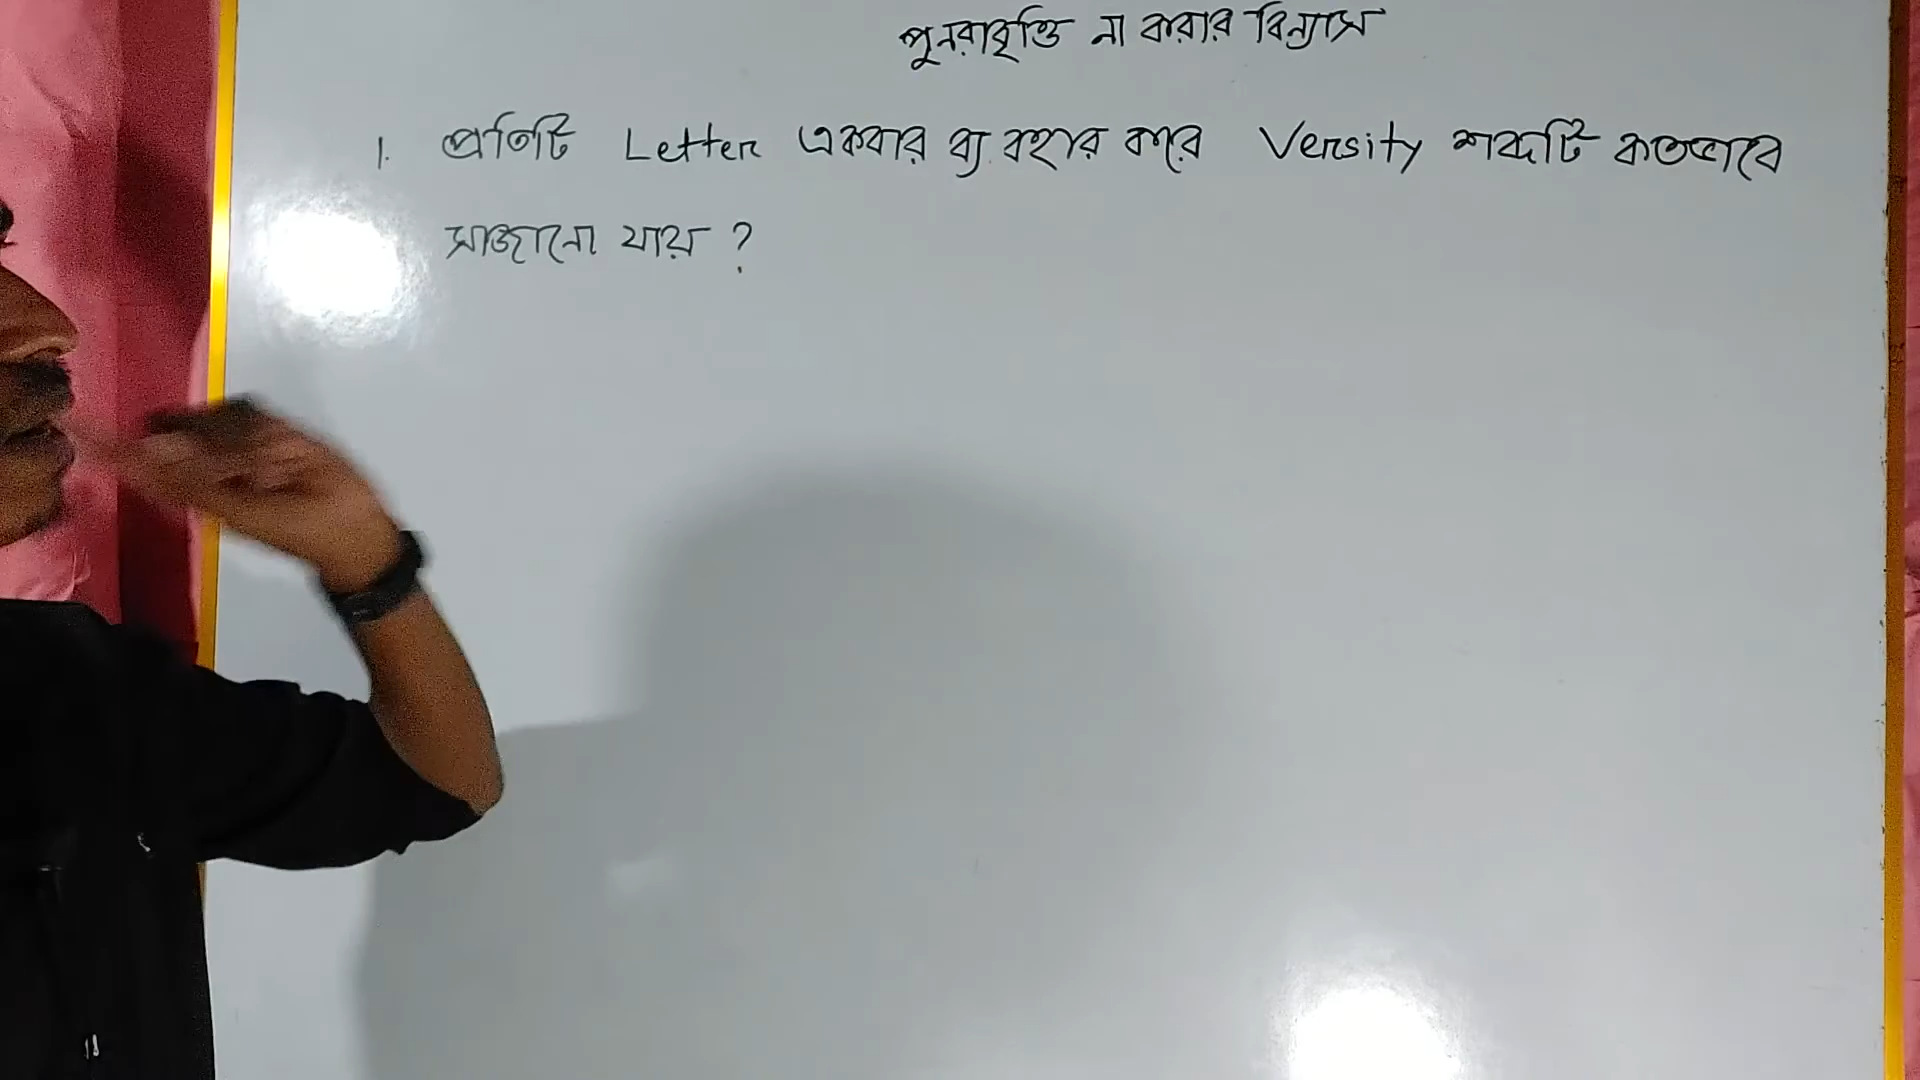 পুনরাবৃত্তি না করার বিন্যাস
1. প্রতিটি Letter একবার ব্যবহার করে Versity শব্দটি কতভাবে
সাজানো যায় ?